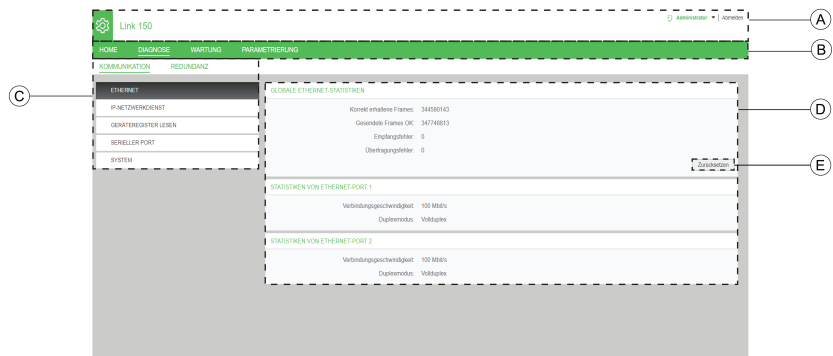 Link 150
Administrator
Abmelden
A
HOME DIAGNOSE WARTUNG PARAMETRIERUNG
B
KOMMUNIKATION REDUNDANZ
C
ETHERNET
IP-NETZWERKDIENST
GERÄTEREGISTER LESEN
SERIELLER PORT
SYSTEM
GLOBALE ETHERNET-STATISTIKEN
Korrekt erhaltene Frames: 344590143
Gesendete Frames OK: 347748813
Empfangsfehler: 0
Übertragungsfehler: 0
D
Zurücksetzen
E
STATISTIKEN VON ETHERNET-PORT 1
Verbindungsgeschwindigkeit: 100 Mbit/s
Duplexmodus: Vollduplex
STATISTIKEN VON ETHERNET-PORT 2
Verbindungsgeschwindigkeit: 100 Mbit/s
Duplexmodus: Vollduplex